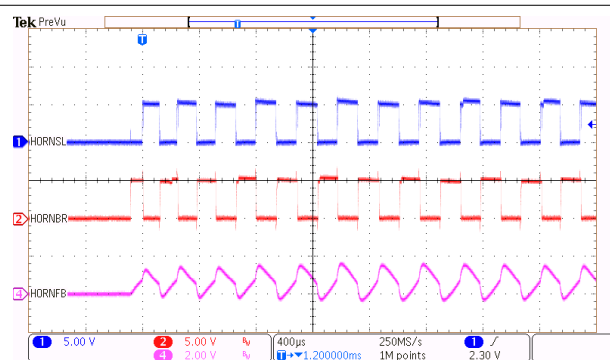 Tek PreVu
T
1 HORNSL
2 HORNBR
4 HORNFB
1 5.00 V 2 5.00 V 400µs 250MS/s 1
4 2.00 V T→▼1.200000ms 1M points 2.30 V